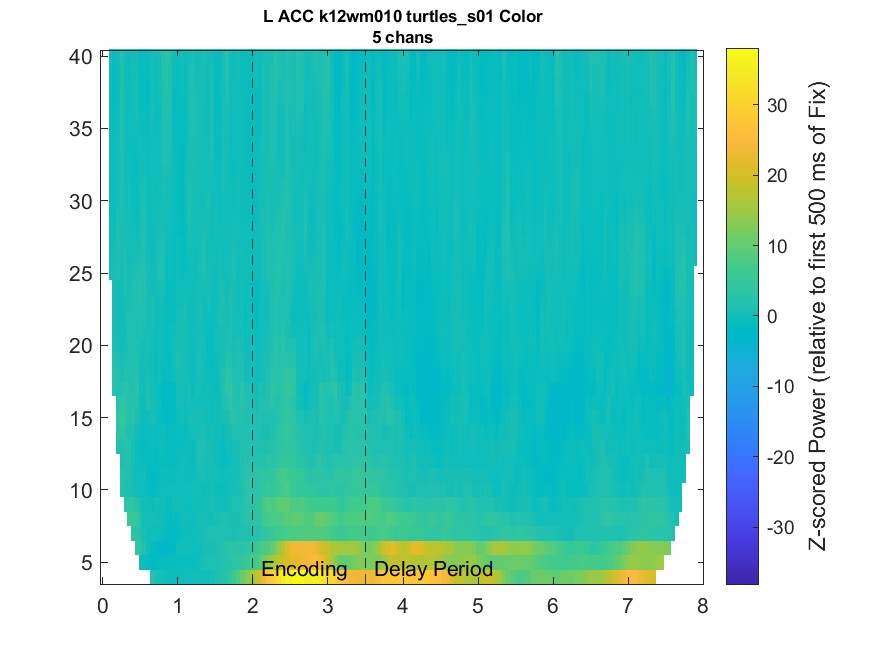 L ACC k12wm010 turtles_s01 Color
5 chans
40
35
30
25
20
15
10
5
Encoding
Delay Period
0 1 2 3 4 5 6 7 8
30
20
10
0
-10
-20
-30
Z-scored Power (relative to first 500 ms of Fix)